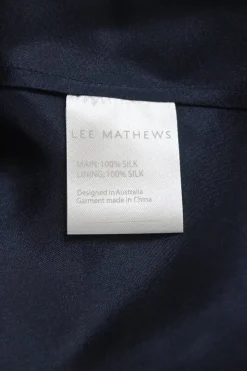 LEE MATHEWS
MAIN: 100% SILK
LINING: 100% SILK
Designed in Australia
Garment made in China